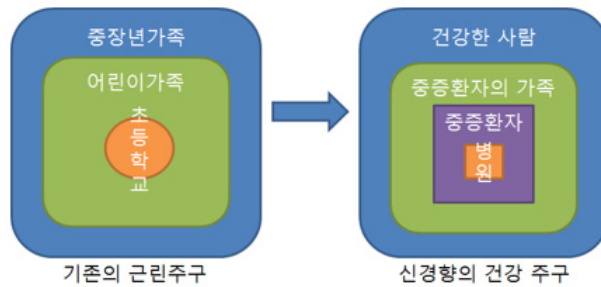 중장년가족
어린이가족
초등학교
기존의 근린주구
건강한 사람
중증환자의 가족
중증환자
병원
신경향의 건강 주구